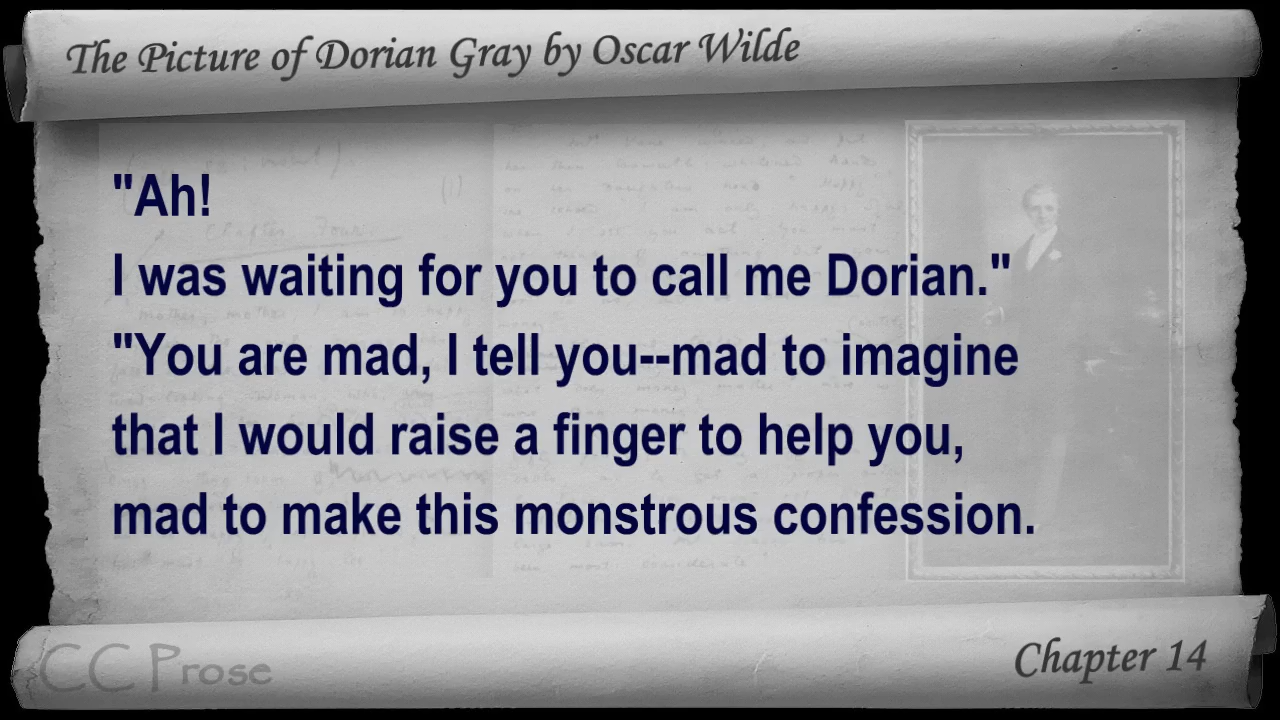 The Picture of Dorian Gray by Oscar Wilde
"Ah!
I was waiting for you to call me Dorian."
"You are mad, I tell you--mad to imagine
that I would raise a finger to help you,
mad to make this monstrous confession.
CC Prose
Chapter 14